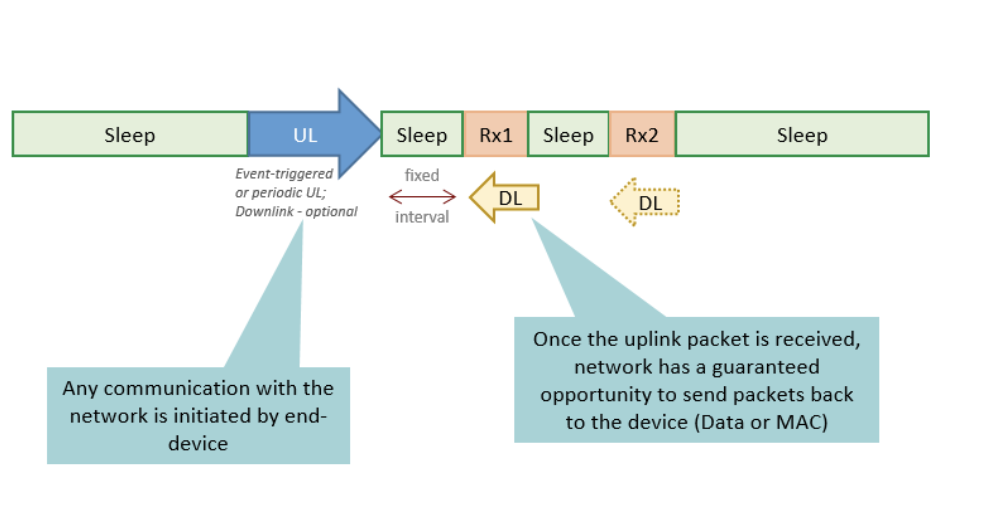 Sleep UL Sleep Rx1 Sleep Rx2 Sleep
Event-triggered
or periodic UL;
Downlink - optional
fixed
interval
DL
DL
Any communication with the
network is initiated by end-
device
Once the uplink packet is received,
network has a guaranteed
opportunity to send packets back
to the device (Data or MAC)